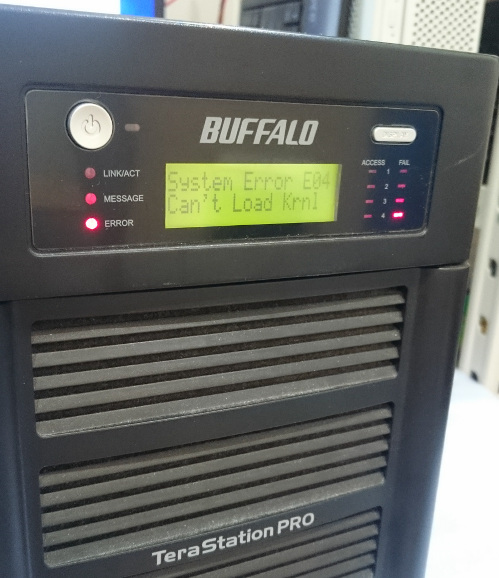 BUFFALO
DISPLAY
LINK/ACT
MESSAGE
ERROR
System Error E04
Can't Load Krnl
ACCESS FAIL
1
2
3
4
TeraStation PRO